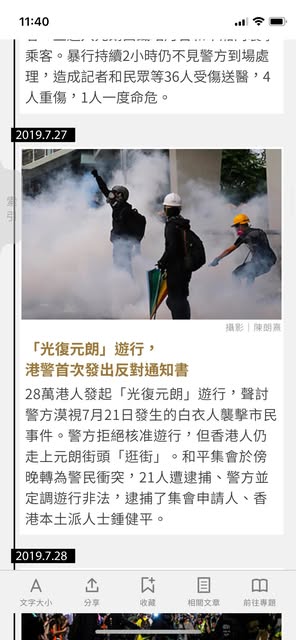 11:40
乘客。暴行持續2小時仍不見警方到場處
理，造成記者和民眾等36人受傷送醫，4
人重傷，1人一度命危。
2019.7.27
索引
攝影｜陳朗熹
「光復元朗」遊行，
港警首次發出反對通知書
28萬港人發起「光復元朗」遊行，聲討
警方漠視7月21日發生的白衣人襲擊市民
事件。警方拒絕核准遊行，但香港人仍
走上元朗街頭「逛街」。和平集會於傍
晚轉為警民衝突，21人遭逮捕、警方並
定調遊行非法，逮捕了集會申請人、香
港本土派人士鍾健平。
2019.7.28
文字大小
分享
收藏
相關文章
前往專題